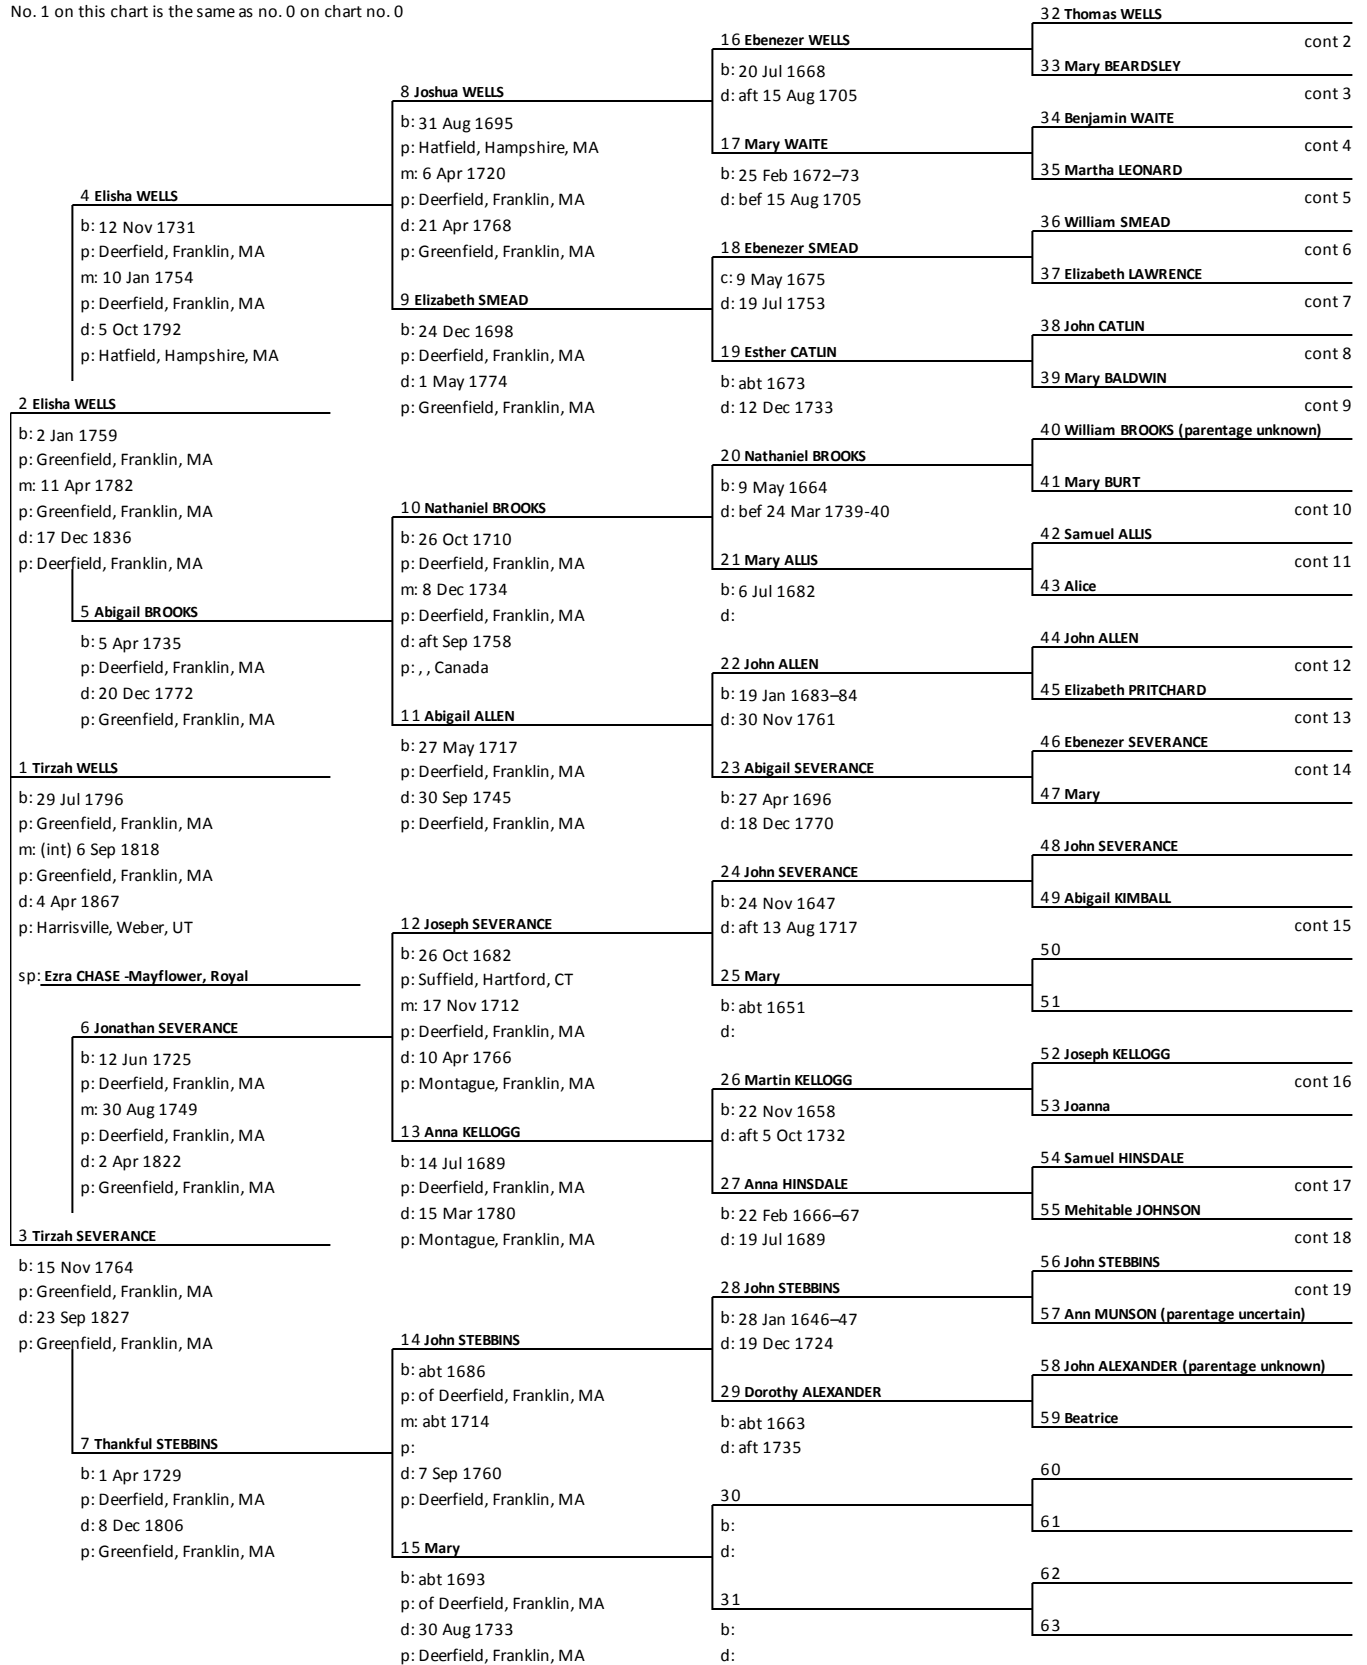 No. 1 on this chart is the same as no. 0 on chart no. 0
2 Elisha WELLS
b: 2 Jan 1759
p: Greenfield, Franklin, MA
m: 11 Apr 1782
p: Greenfield, Franklin, MA
d: 17 Dec 1836
p: Deerfield, Franklin, MA
1 Tirzah WELLS
b: 29 Jul 1796
p: Greenfield, Franklin, MA
m: (int) 6 Sep 1818
p: Greenfield, Franklin, MA
d: 4 Apr 1867
p: Harrisville, Weber, UT
sp: Ezra CHASE -Mayflower, Royal
3 Tirzah SEVERANCE
b: 15 Nov 1764
p: Greenfield, Franklin, MA
d: 23 Sep 1827
p: Greenfield, Franklin, MA
4 Elisha WELLS
b: 12 Nov 1731
p: Deerfield, Franklin, MA
m: 10 Jan 1754
p: Deerfield, Franklin, MA
d: 5 Oct 1792
p: Hatfield, Hampshire, MA
5 Abigail BROOKS
b: 5 Apr 1735
p: Deerfield, Franklin, MA
d: 20 Dec 1772
p: Greenfield, Franklin, MA
6 Jonathan SEVERANCE
b: 12 Jun 1725
p: Deerfield, Franklin, MA
m: 30 Aug 1749
p: Deerfield, Franklin, MA
d: 2 Apr 1822
p: Greenfield, Franklin, MA
7 Thankful STEBBINS
b: 1 Apr 1729
p: Deerfield, Franklin, MA
d: 8 Dec 1806
p: Greenfield, Franklin, MA
8 Joshua WELLS
b: 31 Aug 1695
p: Hatfield, Hampshire, MA
m: 6 Apr 1720
p: Deerfield, Franklin, MA
d: 21 Apr 1768
p: Greenfield, Franklin, MA
9 Elizabeth SMEAD
b: 24 Dec 1698
p: Deerfield, Franklin, MA
d: 1 May 1774
p: Greenfield, Franklin, MA
10 Nathaniel BROOKS
b: 26 Oct 1710
p: Deerfield, Franklin, MA
m: 8 Dec 1734
p: Deerfield, Franklin, MA
d: aft Sep 1758
p: , , Canada
11 Abigail ALLEN
b: 27 May 1717
p: Deerfield, Franklin, MA
d: 30 Sep 1745
p: Deerfield, Franklin, MA
12 Joseph SEVERANCE
b: 26 Oct 1682
p: Suffield, Hartford, CT
m: 17 Nov 1712
p: Deerfield, Franklin, MA
d: 10 Apr 1766
p: Montague, Franklin, MA
13 Anna KELLOGG
b: 14 Jul 1689
p: Deerfield, Franklin, MA
d: 15 Mar 1780
p: Montague, Franklin, MA
14 John STEBBINS
b: abt 1686
p: of Deerfield, Franklin, MA
m: abt 1714
p:
d: 7 Sep 1760
p: Deerfield, Franklin, MA
15 Mary
b: abt 1693
p: of Deerfield, Franklin, MA
d: 30 Aug 1733
p: Deerfield, Franklin, MA
16 Ebenezer WELLS
b: 20 Jul 1668
d: aft 15 Aug 1705
17 Mary WAITE
b: 25 Feb 1672–73
d: bef 15 Aug 1705
18 Ebenezer SMEAD
c: 9 May 1675
d: 19 Jul 1753
19 Esther CATLIN
b: abt 1673
d: 12 Dec 1733
20 Nathaniel BROOKS
b: 9 May 1664
d: bef 24 Mar 1739-40
21 Mary ALLIS
b: 6 Jul 1682
d:
22 John ALLEN
b: 19 Jan 1683–84
d: 30 Nov 1761
23 Abigail SEVERANCE
b: 27 Apr 1696
d: 18 Dec 1770
24 John SEVERANCE
b: 24 Nov 1647
d: aft 13 Aug 1717
25 Mary
b: abt 1651
d:
26 Martin KELLOGG
b: 22 Nov 1658
d: aft 5 Oct 1732
27 Anna HINSDALE
b: 22 Feb 1666–67
d: 19 Jul 1689
28 John STEBBINS
b: 28 Jan 1646–47
d: 19 Dec 1724
29 Dorothy ALEXANDER
b: abt 1663
d: aft 1735
30
b:
d:
31
b:
d:
32 Thomas WELLS
cont 2
33 Mary BEARDSLEY
cont 3
34 Benjamin WAITE
cont 4
35 Martha LEONARD
cont 5
36 William SMEAD
cont 6
37 Elizabeth LAWRENCE
cont 7
38 John CATLIN
cont 8
39 Mary BALDWIN
cont 9
40 William BROOKS (parentage unknown)
41 Mary BURT
cont 10
42 Samuel ALLIS
cont 11
43 Alice
44 John ALLEN
cont 12
45 Elizabeth PRITCHARD
cont 13
46 Ebenezer SEVERANCE
cont 14
47 Mary
48 John SEVERANCE
49 Abigail KIMBALL
cont 15
50
51
52 Joseph KELLOGG
cont 16
53 Joanna
54 Samuel HINSDALE
cont 17
55 Mehitable JOHNSON
cont 18
56 John STEBBINS
cont 19
57 Ann MUNSON (parentage uncertain)
58 John ALEXANDER (parentage unknown)
59 Beatrice
60
61
62
63